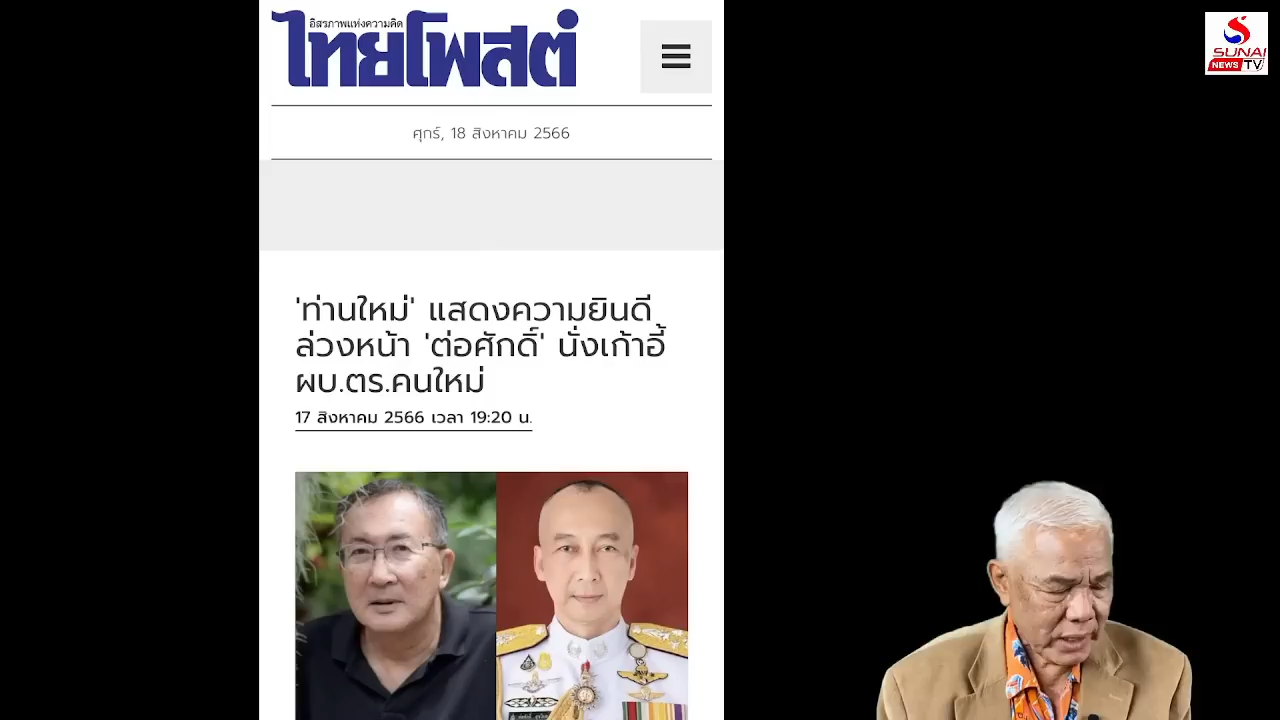 อิสรภาพแห่งความคิด
ไทยโพสต์
SUNAI
NEWS TV
ศุกร์, 18 สิงหาคม 2566
'ท่านใหม่' แสดงความยินดี
ล่วงหน้า 'ต่อศักดิ์' นั่งเก้าอี้
ผบ.ตร.คนใหม่
17 สิงหาคม 2566 เวลา 19:20 น.